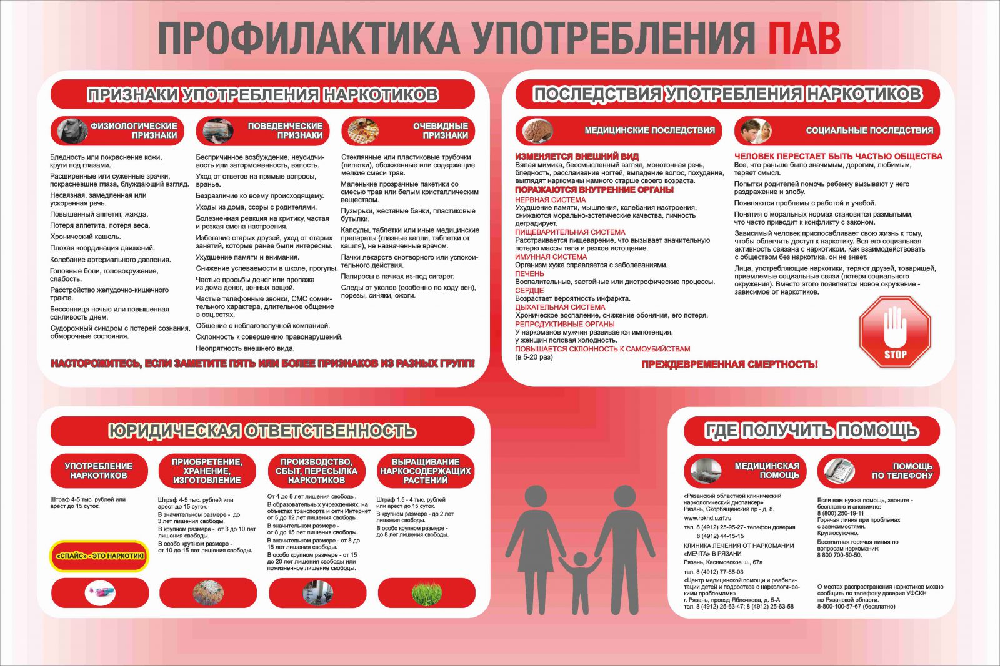 ПРОФИЛАКТИКА УПОТРЕБЛЕНИЯ ПАВ
ПРИЗНАКИ УПОТРЕБЛЕНИЯ НАРКОТИКОВ
ФИЗИОЛОГИЧЕСКИЕ
ПРИЗНАКИ
Бледность или покраснение кожи,
круги под глазами.
Расширенные или суженные зрачки,
покрасневшие глаза, блуждающий взгляд.
Несвязная, замедленная или
ускоренная речь.
Повышенный аппетит, жажда.
Потеря аппетита, потеря веса.
Хронический кашель.
Плохая координация движений.
Колебание артериального давления.
Головные боли, головокружение,
слабость.
Расстройство желудочно-кишечного
тракта.
Бессонница ночью или повышенная
сонливость днем.
Судорожный синдром с потерей сознания,
обморочные состояния.
ПОВЕДЕНЧЕСКИЕ
ПРИЗНАКИ
Беспричинное возбуждение, неусидчи-
вость или заторможенность, вялость.
Уход от ответов на прямые вопросы,
вранье.
Безразличие ко всему происходящему.
Уходы из дома, ссоры с родителями.
Болезненная реакция на критику, частая
и резкая смена настроения.
Избегание старых друзей, уход от старых
занятий, которые ранее были интересны.
Ухудшение памяти и внимания.
Снижение успеваемости в школе, прогулы.
Частые просьбы денег или пропажа
из дома денег, ценных вещей.
Частые телефонные звонки, СМС сомни-
тельного характера, длительное общение
в соц.сетях.
Общение с неблагополучной компанией.
Склонность к совершению правонарушений.
Неопрятность внешнего вида.
ОЧЕВИДНЫЕ
ПРИЗНАКИ
Стеклянные или пластиковые трубочки
(пипетки), обожженные или содержащие
мелкие смеси трав.
Маленькие прозрачные пакетики со
смесью трав или белым кристаллическим
веществом.
Пузырьки, жестяные банки, пластиковые
бутылки.
Капсулы, таблетки или иные медицинские
препараты (глазные капли, таблетки от
кашля), не назначенные врачом.
Пачки лекарств снотворного или успокои-
тельного действия.
Папиросы в пачках из-под сигарет.
Следы от уколов (особенно по ходу вен),
порезы, синяки, ожоги.
НАСТОРОЖИТЕСЬ, ЕСЛИ ЗАМЕТИТЕ ПЯТЬ ИЛИ БОЛЕЕ ПРИЗНАКОВ ИЗ РАЗНЫХ ГРУПП!
ПОСЛЕДСТВИЯ УПОТРЕБЛЕНИЯ НАРКОТИКОВ
МЕДИЦИНСКИЕ ПОСЛЕДСТВИЯ
ИЗМЕНЯЕТСЯ ВНЕШНИЙ ВИД
Вялая мимика, бессмысленный взгляд, монотонная речь,
бледность, расслаивание ногтей, выпадение волос, похудание,
выглядят наркоманы намного старше своего возраста.
ПОРАЖАЮТСЯ ВНУТРЕННИЕ ОРГАНЫ
НЕРВНАЯ СИСТЕМА
Ухудшение памяти, мышления, колебания настроения,
снижаются морально-эстетические качества, личность
деградирует.
ПИЩЕВАРИТЕЛЬНАЯ СИСТЕМА
Расстраивается пищеварение, что вызывает значительную
потерю массы тела и резкое истощение.
ИМУННАЯ СИСТЕМА
Организм хуже справляется с заболеваниями.
ПЕЧЕНЬ
Воспалительные, застойные или дистрофические процессы.
СЕРДЦЕ
Возрастает вероятность инфаркта.
ДЫХАТЕЛЬНАЯ СИСТЕМА
Хроническое воспаление, снижение обоняния, его потеря.
РЕПРОДУКТИВНЫЕ ОРГАНЫ
У наркоманов мужчин развивается импотенция,
у женщин половая холодность.
ПОВЫШАЕТСЯ СКЛОННОСТЬ К САМОУБИЙСТВАМ
(в 5-20 раз)
СОЦИАЛЬНЫЕ ПОСЛЕДСТВИЯ
ЧЕЛОВЕК ПЕРЕСТАЕТ БЫТЬ ЧАСТЬЮ ОБЩЕСТВА
Все, что раньше было значимым, дорогим, любимым,
теряет смысл.
Попытки родителей помочь ребенку вызывают у него
раздражение и злобу.
Появляются проблемы с работой и учебой.
Понятия о моральных нормах становятся размытыми,
что часто приводит к конфликту с законом.
Зависимый человек приспосабливает свою жизнь к тому,
чтобы облегчить доступ к наркотику. Вся его социальная
активность связана с наркотиком. Как взаимодействовать
с обществом без наркотика, он не знает.
Лица, употребляющие наркотики, теряют друзей, товарищей,
приемлемые социальные связи (потеря социального
окружения). Вместо этого появляется новое окружение -
зависимое от наркотиков.
STOP
ПРЕЖДЕВРЕМЕННАЯ СМЕРТНОСТЬ!
ЮРИДИЧЕСКАЯ ОТВЕТСТВЕННОСТЬ
УПОТРЕБЛЕНИЕ
НАРКОТИКОВ
Штраф 4-5 тыс. рублей или
арест до 15 суток.
«СПАЙС» - ЭТО НАРКОТИК!
ПРИОБРЕТЕНИЕ,
ХРАНЕНИЕ,
ИЗГОТОВЛЕНИЕ
Штраф 4-5 тыс. рублей или
арест до 15 суток.
В значительном размере - до
3 лет лишения свободы.
В крупном размере - от 3 до 10 лет
лишения свободы.
В особо крупном размере -
от 10 до 15 лет лишения свободы.
ПРОИЗВОДСТВО,
СБЫТ, ПЕРЕСЫЛКА
НАРКОТИКОВ
От 4 до 8 лет лишения свободы.
В образовательных учреждениях, на
объектах транспорта и сети Интернет
от 5 до 12 лет лишения свободы.
В значительном размере -
от 8 до 15 лет лишения свободы.
В значительном размере - от 8 до
15 лет лишения свободы.
В особо крупном размере - от 15
до 20 лет лишения свободы или
пожизненное лишение свободы.
ВЫРАЩИВАНИЕ
НАРКОСОДЕРЖАЩИХ
РАСТЕНИЙ
Штраф 1,5 - 4 тыс. рублей
или арест до 15 суток.
В крупном размере - до 2 лет
лишения свободы.
В особо крупном размере -
до 8 лет лишения свободы.
ГДЕ ПОЛУЧИТЬ ПОМОЩЬ
МЕДИЦИНСКАЯ
ПОМОЩЬ
«Рязанский областной клинический
наркологический диспансер»
Рязань, Скорбященский пр - д, 8.
www.roknd.uzrf.ru
тел. 8 (4912) 25-95-27- телефон доверия
8 (4912) 44-15-15
КЛИНИКА ЛЕЧЕНИЯ ОТ НАРКОМАНИИ
«МЕЧТА» В РЯЗАНИ
Рязань, Касимовское ш., 67а
тел. 8 (4912) 77-65-03
«Центр медицинской помощи и реабили-
тации детей и подростков с наркологичес-
кими проблемами»
г. Рязань, проезд Яблочкова, д. 5-А
тел. 8 (4912) 25-63-47; 8 (4912) 25-63-58
ПОМОЩЬ
ПО ТЕЛЕФОНУ
Если вам нужна помощь, звоните -
бесплатно и анонимно:
8 (800) 250-19-11
Горячая линия при проблемах
с зависимостями.
Круглосуточно.
Бесплатная горячая линия по
вопросам наркомании:
8 800 700-50-50.
О местах распространения наркотиков можно
сообщить по телефону доверия УФСКН
по Рязанской области.
8-800-100-57-67 (бесплатно)